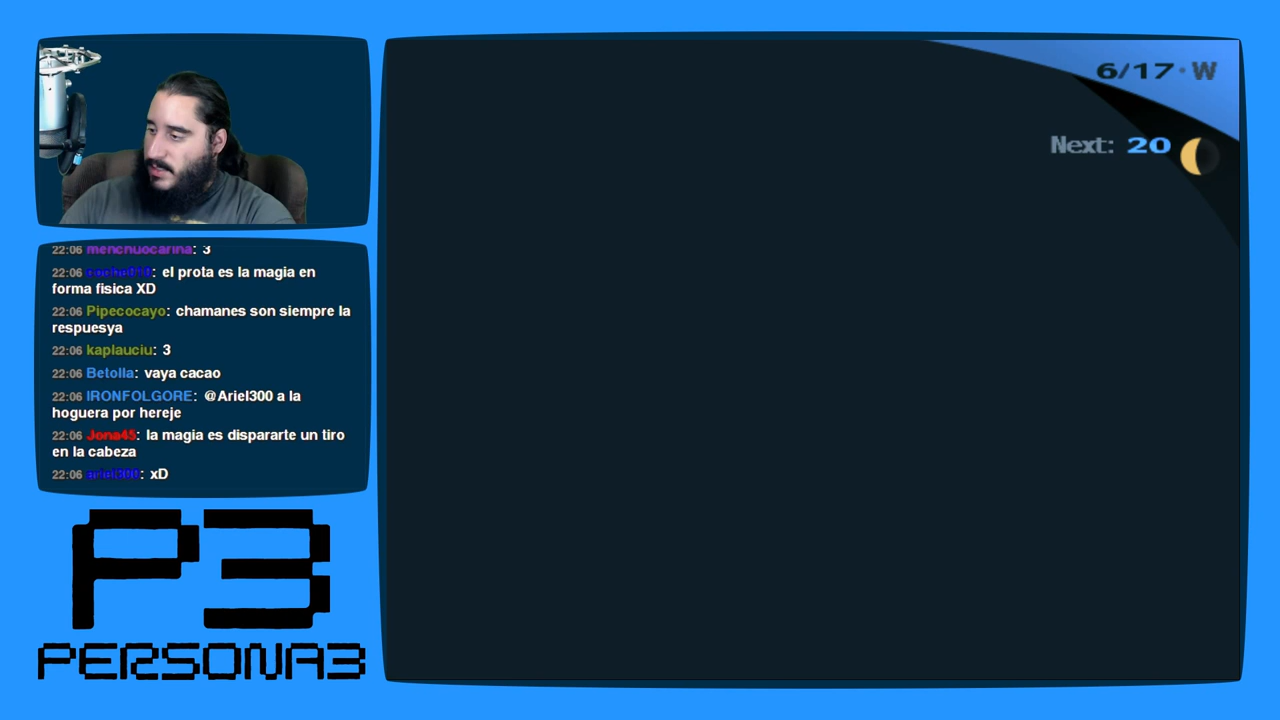 6/17·W
Next: 20
22:06 menchuocarina: 3
22:06 : el prota es la magia en
forma fisica XD
22:06 Pipecocayo: chamanes son siempre la
respuesya
22:06 kaplauciu: 3
22:06 Betolla: vaya cacao
22:06 IRONFOLGORE: @Ariel300 a la
hoguera por hereje
22:06 Jona45: la magia es dispararte un tiro
en la cabeza
22:06 ariel300: xD
P3
PERSONA3